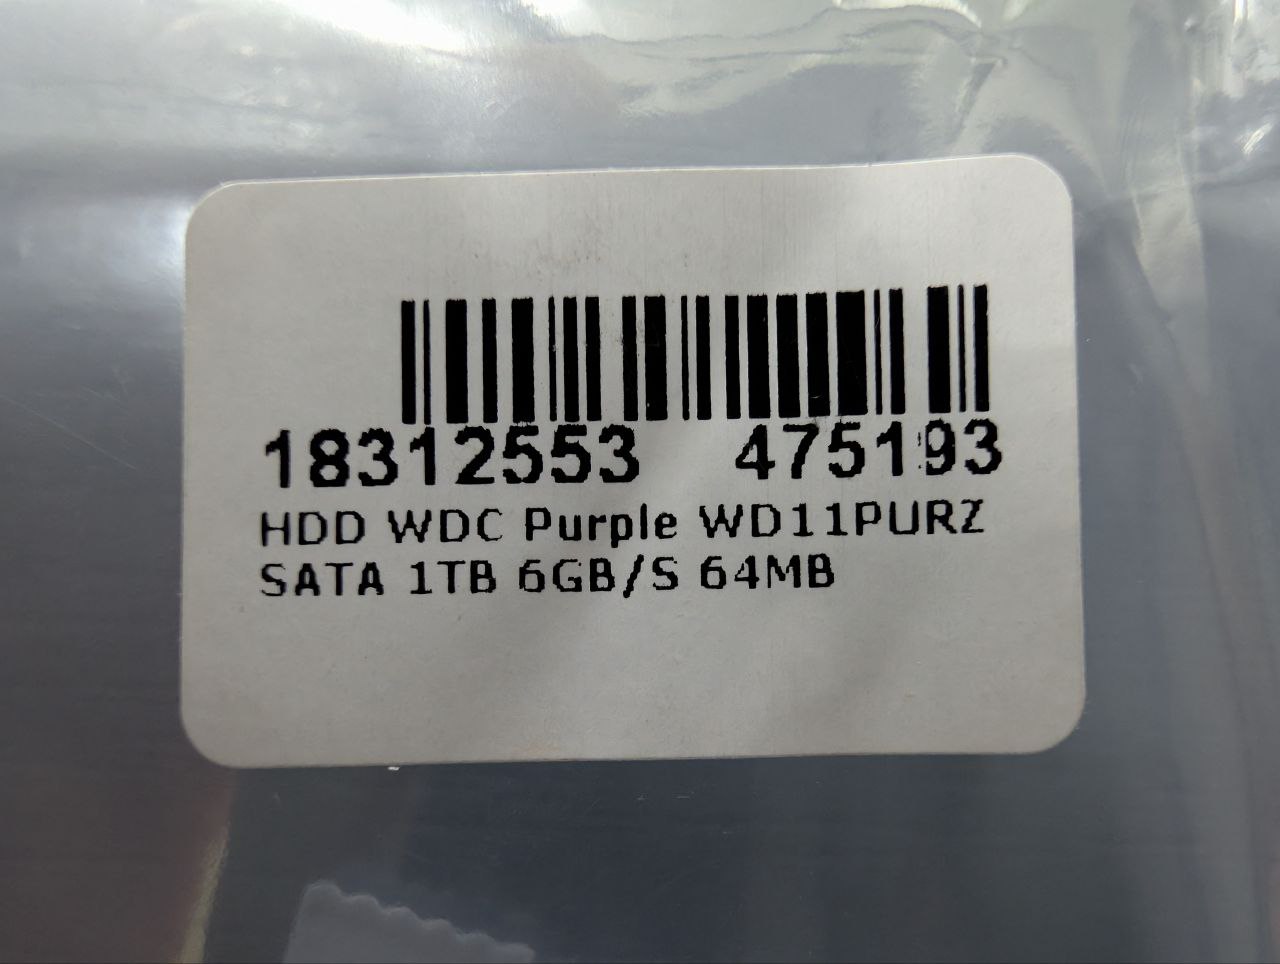 18312553 475193
HDD WDC Purple WD11PURZ
SATA 1TB 6GB/S 64MB